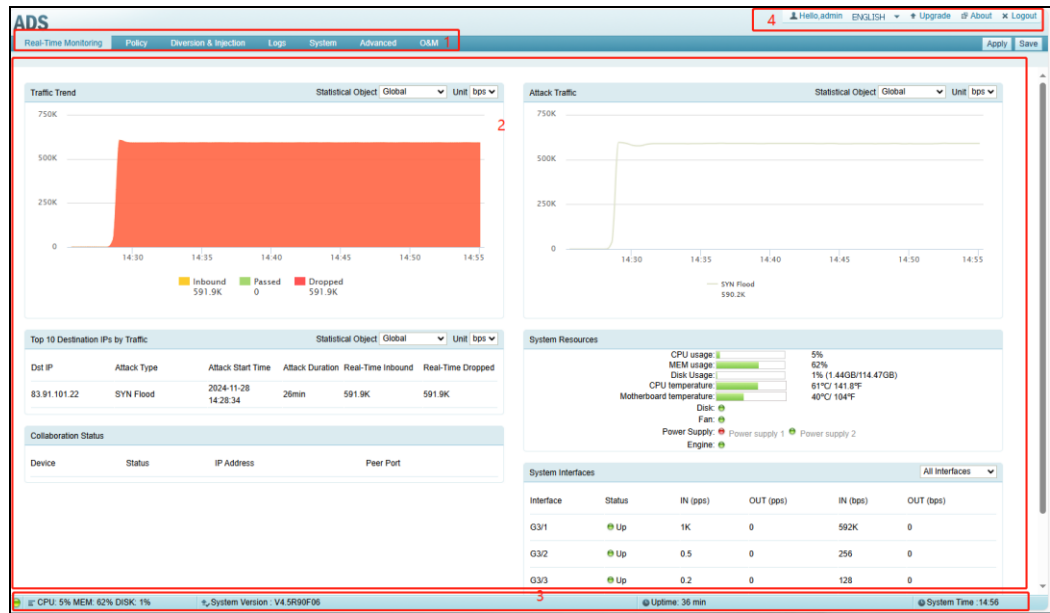 ADS
4
Hello,admin ENGLISH Upgrade About Logout
Real-Time Monitoring Policy Diversion & Injection Logs System Advanced O&M 1
Apply Save
Traffic Trend Statistical Object Global Unit bps
750K
500K
250K
0
14:30 14:35 14:40 14:45 14:50 14:55
Inbound Passed Dropped
591.9K 0 591.9K
2
Attack Traffic Statistical Object Global Unit bps
750K
500K
250K
0
14:30 14:35 14:40 14:45 14:50 14:55
SYN Flood
590.2K
Top 10 Destination IPs by Traffic Statistical Object Global Unit bps
Dst IP Attack Type Attack Start Time Attack Duration Real-Time Inbound Real-Time Dropped
83.91.101.22 SYN Flood 2024-11-28 14:28:34 26min 591.9K 591.9K
Collaboration Status
Device Status IP Address Peer Port
System Resources
CPU usage: 5%
MEM usage: 62%
Disk Usage: 1% (1.44GB/114.47GB)
CPU temperature: 61°C/ 141.8°F
Motherboard temperature: 40°C/ 104°F
Disk:
Fan:
Power Supply: Power supply 1 Power supply 2
Engine:
System Interfaces All Interfaces
Interface Status IN (pps) OUT (pps) IN (bps) OUT (bps)
G3/1 Up 1K 0 592K 0
G3/2 Up 0.5 0 256 0
G3/3 Up 0.2 0 128 0
3
CPU: 5% MEM: 62% DISK: 1% System Version : V4.5R90F06 Uptime: 36 min System Time :14:56